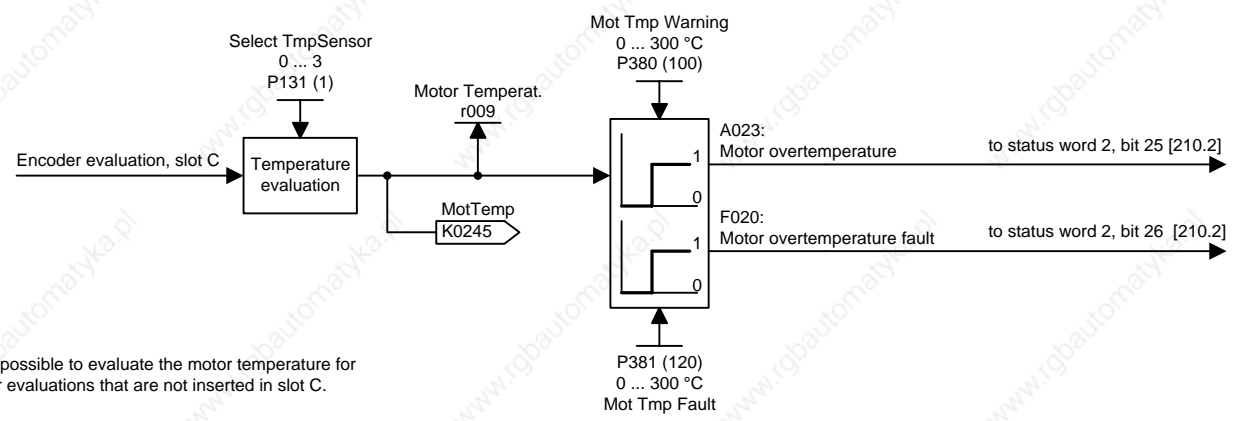 Mot Tmp Warning
0 ... 300 °C
P380 (100)
Select TmpSensor
0 ... 3
P131 (1)
Motor Temperat.
r009
Encoder evaluation, slot C
Temperature
evaluation
MotTemp
K0245
A023:
Motor overtemperature
1
0
to status word 2, bit 25 [210.2]
F020:
Motor overtemperature fault
1
0
to status word 2, bit 26 [210.2]
P381 (120)
0 ... 300 °C
Mot Tmp Fault
possible to evaluate the motor temperature for
evaluations that are not inserted in slot C.
www.rgbautomatyka.pl